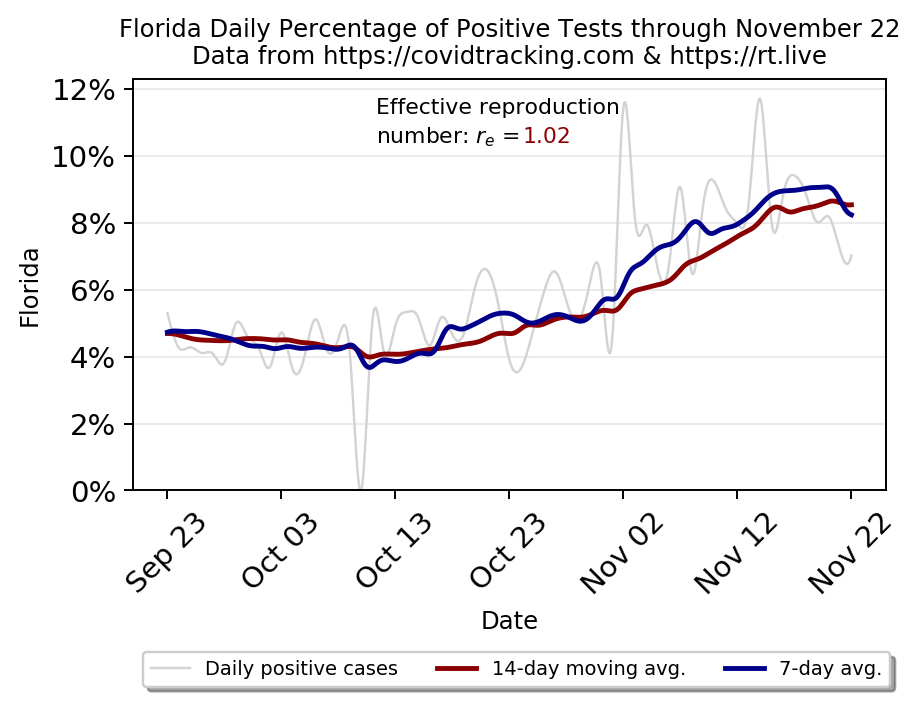 Florida Daily Percentage of Positive Tests through November 22
Data from https://covidtracking.com & https://rt.live
12%
Effective reproduction
number: rₑ =1.02
10%
8%
6%
4%
2%
0%
Florida
Sep 23
Oct 03
Oct 13
Oct 23
Nov 02
Nov 12
Nov 22
Date
Daily positive cases
14-day moving avg.
7-day avg.